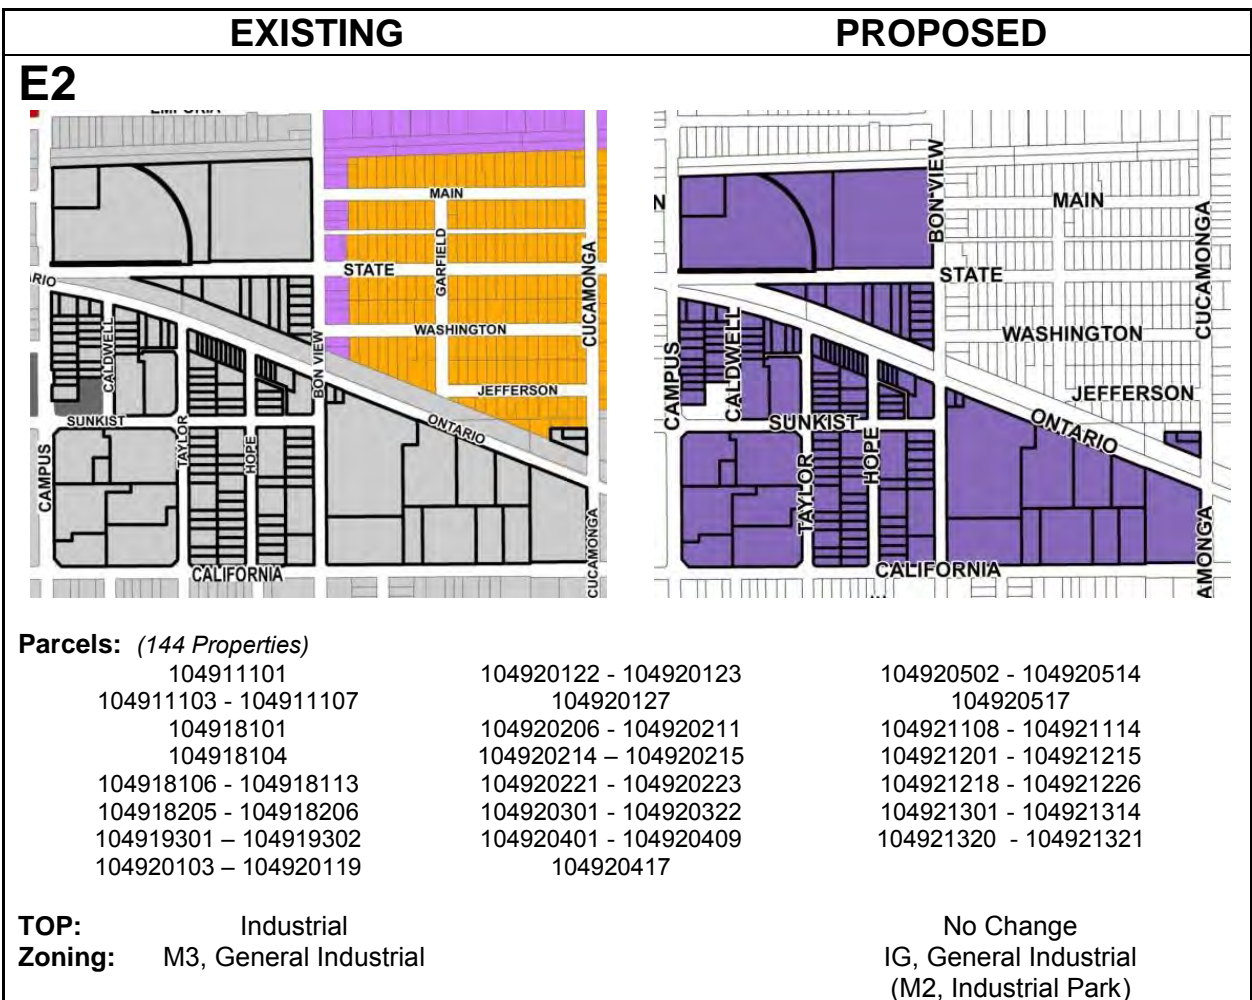 EXISTING
PROPOSED
E2
EMPORIA
MAIN
GARFIELD
CUCAMONGA
STATE
WASHINGTON
CALDWELL
BON VIEW
JEFFERSON
SUNKIST
ONTARIO
TAYLOR
HOPE
CAMPUS
CUCAMONGA
CALIFORNIA
BON VIEW
MAIN
CUCAMONGA
STATE
WASHINGTON
CAMPUS
CALDWELL
JEFFERSON
SUNKIST
ONTARIO
HOPE
TAYLOR
AMONGA
CALIFORNIA
Parcels: (144 Properties)
104911101
104911103 - 104911107
104918101
104918104
104918106 - 104918113
104918205 - 104918206
104919301 – 104919302
104920103 – 104920119
104920122 - 104920123
104920127
104920206 - 104920211
104920214 – 104920215
104920221 - 104920223
104920301 - 104920322
104920401 - 104920409
104920417
104920502 - 104920514
104920517
104921108 - 104921114
104921201 - 104921215
104921218 - 104921226
104921301 - 104921314
104921320 - 104921321
TOP: Industrial
No Change
Zoning: M3, General Industrial
IG, General Industrial
(M2, Industrial Park)